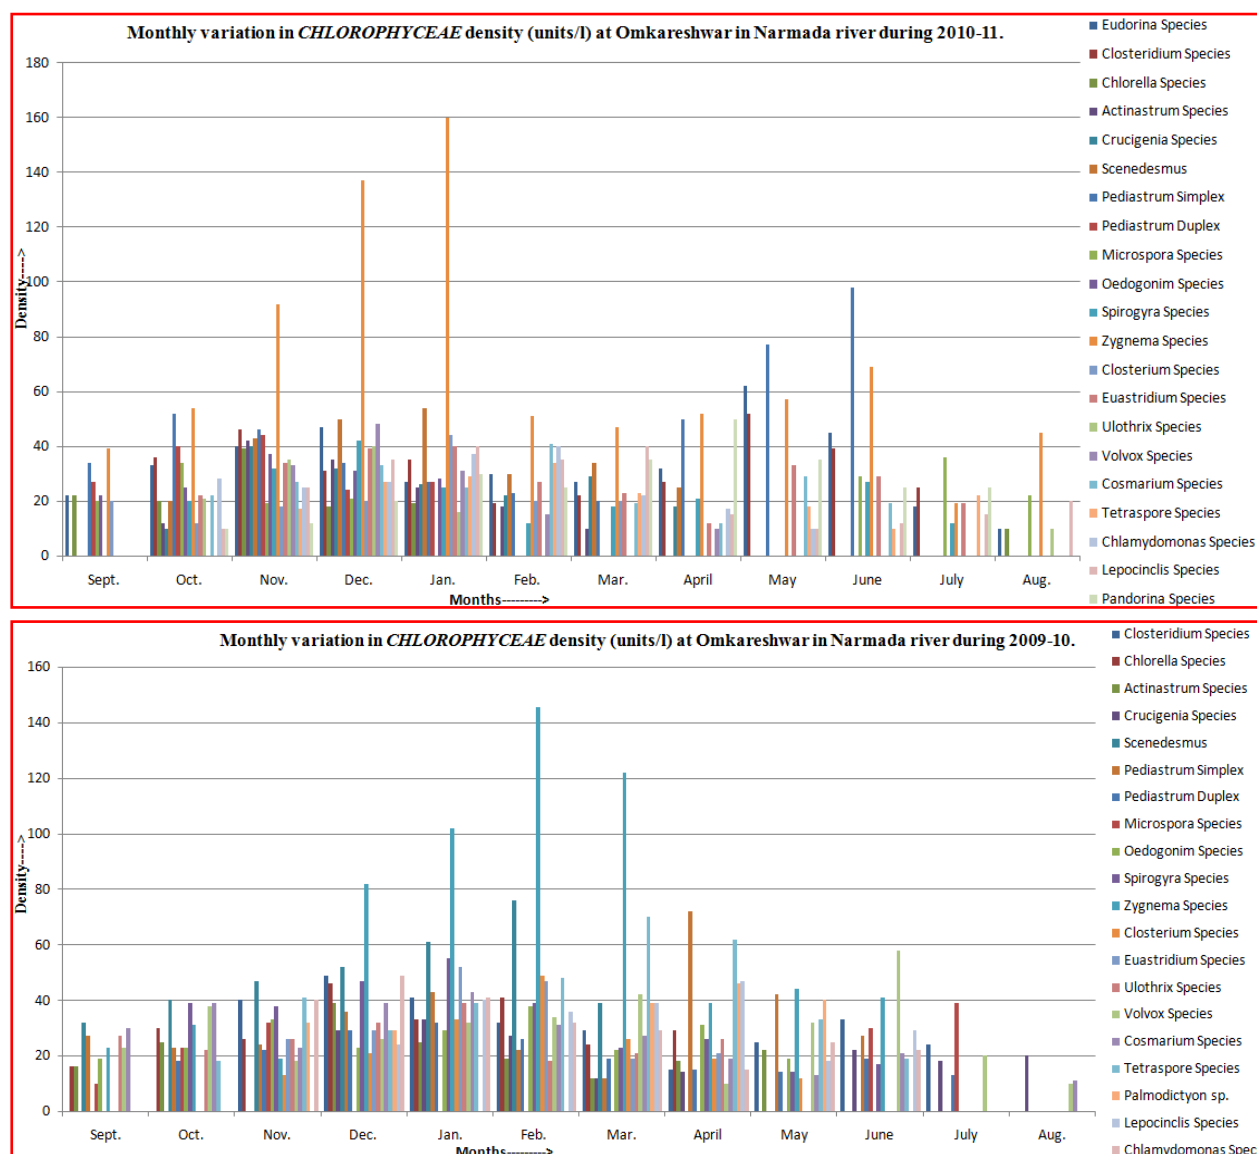 Monthly variation in CHLOROPHYCEAE density (units/l) at Omkareshwar in Narmada river during 2010-11.
180
160
140
120
100
80
60
40
20
0
Density---->
Sept. Oct. Nov. Dec. Jan. Feb. Mar. April May June July Aug.
Months--------->
Eudorina Species
Closteridium Species
Chlorella Species
Actinastrum Species
Crucigenia Species
Scenedesmus
Pediastrum Simplex
Pediastrum Duplex
Microspora Species
Oedogonim Species
Spirogyra Species
Zygnema Species
Closterium Species
Euastridium Species
Ulothrix Species
Volvox Species
Cosmarium Species
Tetraspore Species
Chlamydomonas Species
Lepocinclis Species
Pandorina Species
Monthly variation in CHLOROPHYCEAE density (units/l) at Omkareshwar in Narmada river during 2009-10.
160
140
120
100
80
60
40
20
0
Density---->
Sept. Oct. Nov. Dec. Jan. Feb. Mar. April May June July Aug.
Months--------->
Closteridium Species
Chlorella Species
Actinastrum Species
Crucigenia Species
Scenedesmus
Pediastrum Simplex
Pediastrum Duplex
Microspora Species
Oedogonim Species
Spirogyra Species
Zygnema Species
Closterium Species
Euastridium Species
Ulothrix Species
Volvox Species
Cosmarium Species
Tetraspore Species
Palmodictyon sp.
Lepocinclis Species
Chlamydomonas Spec